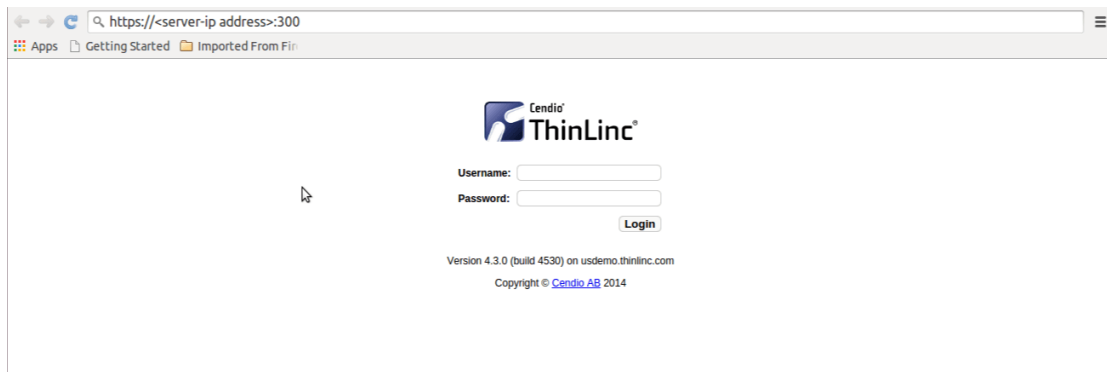 https://<server-ip address>:300
Apps Getting Started Imported From Fir
Cendio®
ThinLinc®
Username:
Password:
Login
Version 4.3.0 (build 4530) on usdemo.thinlinc.com
Copyright © Cendio AB 2014